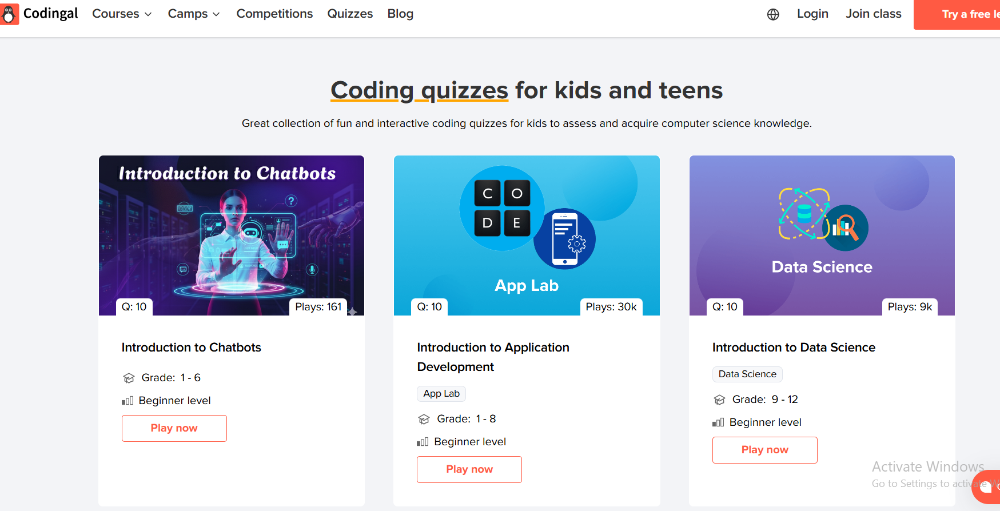 Codingal Courses Camps Competitions Quizzes Blog Login Join class Try a free le
Coding quizzes for kids and teens
Great collection of fun and interactive coding quizzes for kids to assess and acquire computer science knowledge.
Introduction to Chatbots
?
Q: 10 Plays: 161
Introduction to Chatbots
Grade: 1 - 6
Beginner level
Play now
C O
D E
App Lab
Q: 10 Plays: 30k
Introduction to Application
Development
App Lab
Grade: 1 - 8
Beginner level
Play now
Data Science
Q: 10 Plays: 9k
Introduction to Data Science
Data Science
Grade: 9 - 12
Beginner level
Play now
Activate Windows
Go to Settings to activate W